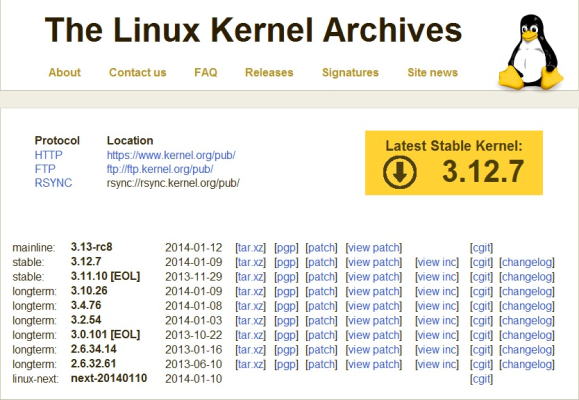 The Linux Kernel Archives
About Contact us FAQ Releases Signatures Site news
Protocol Location
HTTP https://www.kernel.org/pub/
FTP ftp://ftp.kernel.org/pub/
RSYNC rsync://rsync.kernel.org/pub/
Latest Stable Kernel:
3.12.7
mainline: 3.13-rc8 2014-01-12 [tar.xz] [pgp] [patch] [view patch] [cgit]
stable: 3.12.7 2014-01-09 [tar.xz] [pgp] [patch] [view patch] [view inc] [cgit] [changelog]
stable: 3.11.10 [EOL] 2013-11-29 [tar.xz] [pgp] [patch] [view patch] [view inc] [cgit] [changelog]
longterm: 3.10.26 2014-01-09 [tar.xz] [pgp] [patch] [view patch] [view inc] [cgit] [changelog]
longterm: 3.4.76 2014-01-08 [tar.xz] [pgp] [patch] [view patch] [view inc] [cgit] [changelog]
longterm: 3.2.54 2014-01-03 [tar.xz] [pgp] [patch] [view patch] [view inc] [cgit] [changelog]
longterm: 3.0.101 [EOL] 2013-10-22 [tar.xz] [pgp] [patch] [view patch] [view inc] [cgit] [changelog]
longterm: 2.6.34.14 2013-01-16 [tar.xz] [pgp] [patch] [view patch] [view inc] [cgit] [changelog]
longterm: 2.6.32.61 2013-06-10 [tar.xz] [pgp] [patch] [view patch] [view inc] [cgit] [changelog]
linux-next: next-20140110 2014-01-10 [cgit]